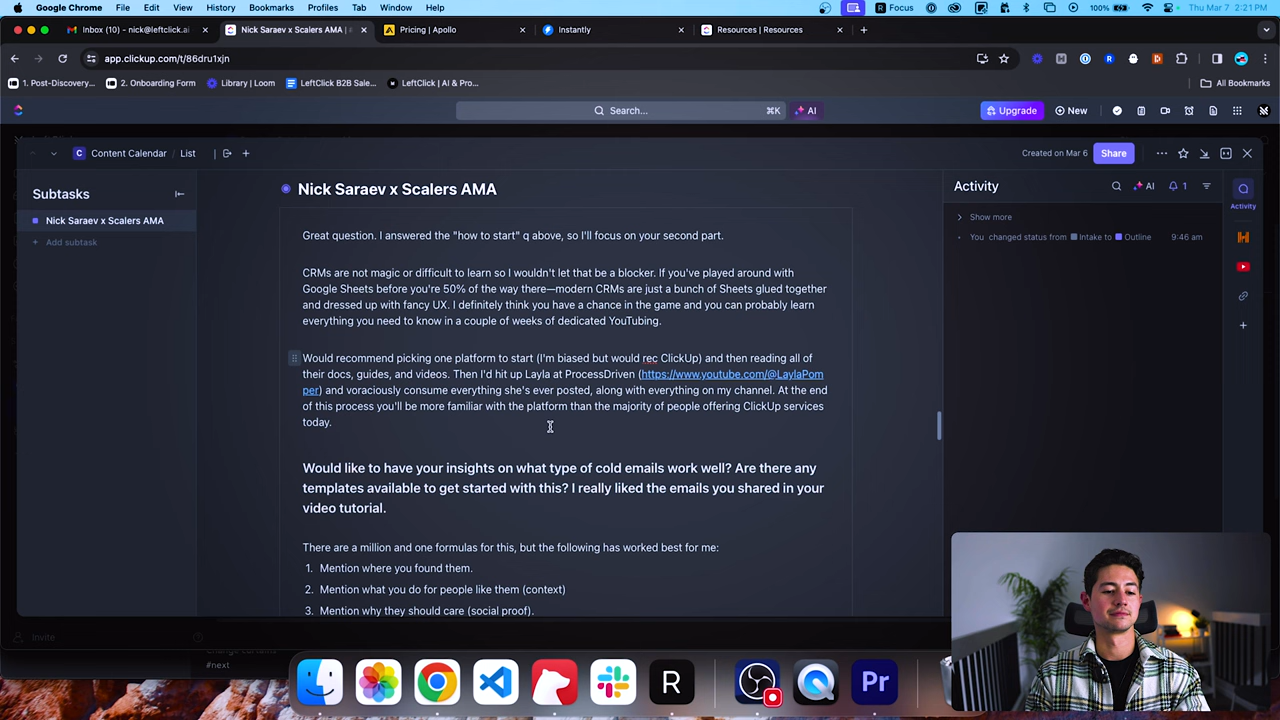 Google Chrome File Edit View History Bookmarks Profiles Tab Window Help Focus 100% Thu Mar 7 2:21 PM
Inbox (10) - nick@leftclick.ai Nick Saraev x Scalers AMA | Pricing | Apollo Instantly Resources | Resources
app.clickup.com/t/86dru1xjn
1. Post-Discovery... 2. Onboarding Form Library | Loom LeftClick B2B Sale... LeftClick | AI & Pro... All Bookmarks
Search... ⌘K AI Upgrade New
Content Calendar / List Created on Mar 6 Share
Subtasks
Nick Saraev x Scalers AMA
Add subtask
Nick Saraev x Scalers AMA
Great question. I answered the "how to start" q above, so I'll focus on your second part.
CRMs are not magic or difficult to learn so I wouldn't let that be a blocker. If you've played around with
Google Sheets before you're 50% of the way there—modern CRMs are just a bunch of Sheets glued together
and dressed up with fancy UX. I definitely think you have a chance in the game and you can probably learn
everything you need to know in a couple of weeks of dedicated YouTubing.
Would recommend picking one platform to start (I'm biased but would rec ClickUp) and then reading all of
their docs, guides, and videos. Then I'd hit up Layla at ProcessDriven (https://www.youtube.com/@LaylaPom
per) and voraciously consume everything she's ever posted, along with everything on my channel. At the end
of this process you'll be more familiar with the platform than the majority of people offering ClickUp services
today.
Would like to have your insights on what type of cold emails work well? Are there any
templates available to get started with this? I really liked the emails you shared in your
video tutorial.
There are a million and one formulas for this, but the following has worked best for me:
1. Mention where you found them.
2. Mention what you do for people like them (context)
3. Mention why they should care (social proof).
Activity
AI 1
Show more
You changed status from Intake to Outline 9:46 am
Activity
Invite
#next
R
Pr